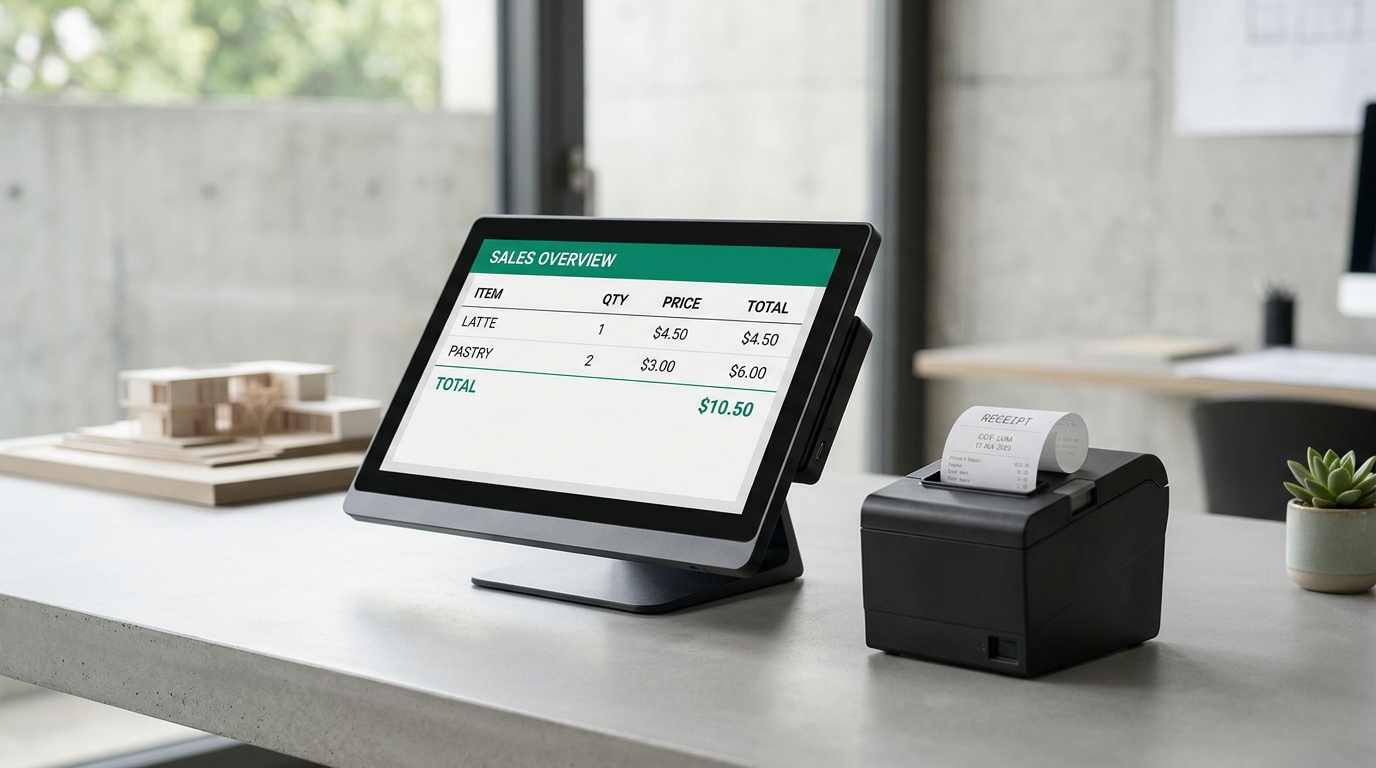 SALES OVERVIEW
ITEM QTY PRICE TOTAL
LATTE 1 $4.50 $4.50
PASTRY 2 $3.00 $6.00
TOTAL $10.50
RECEIPT